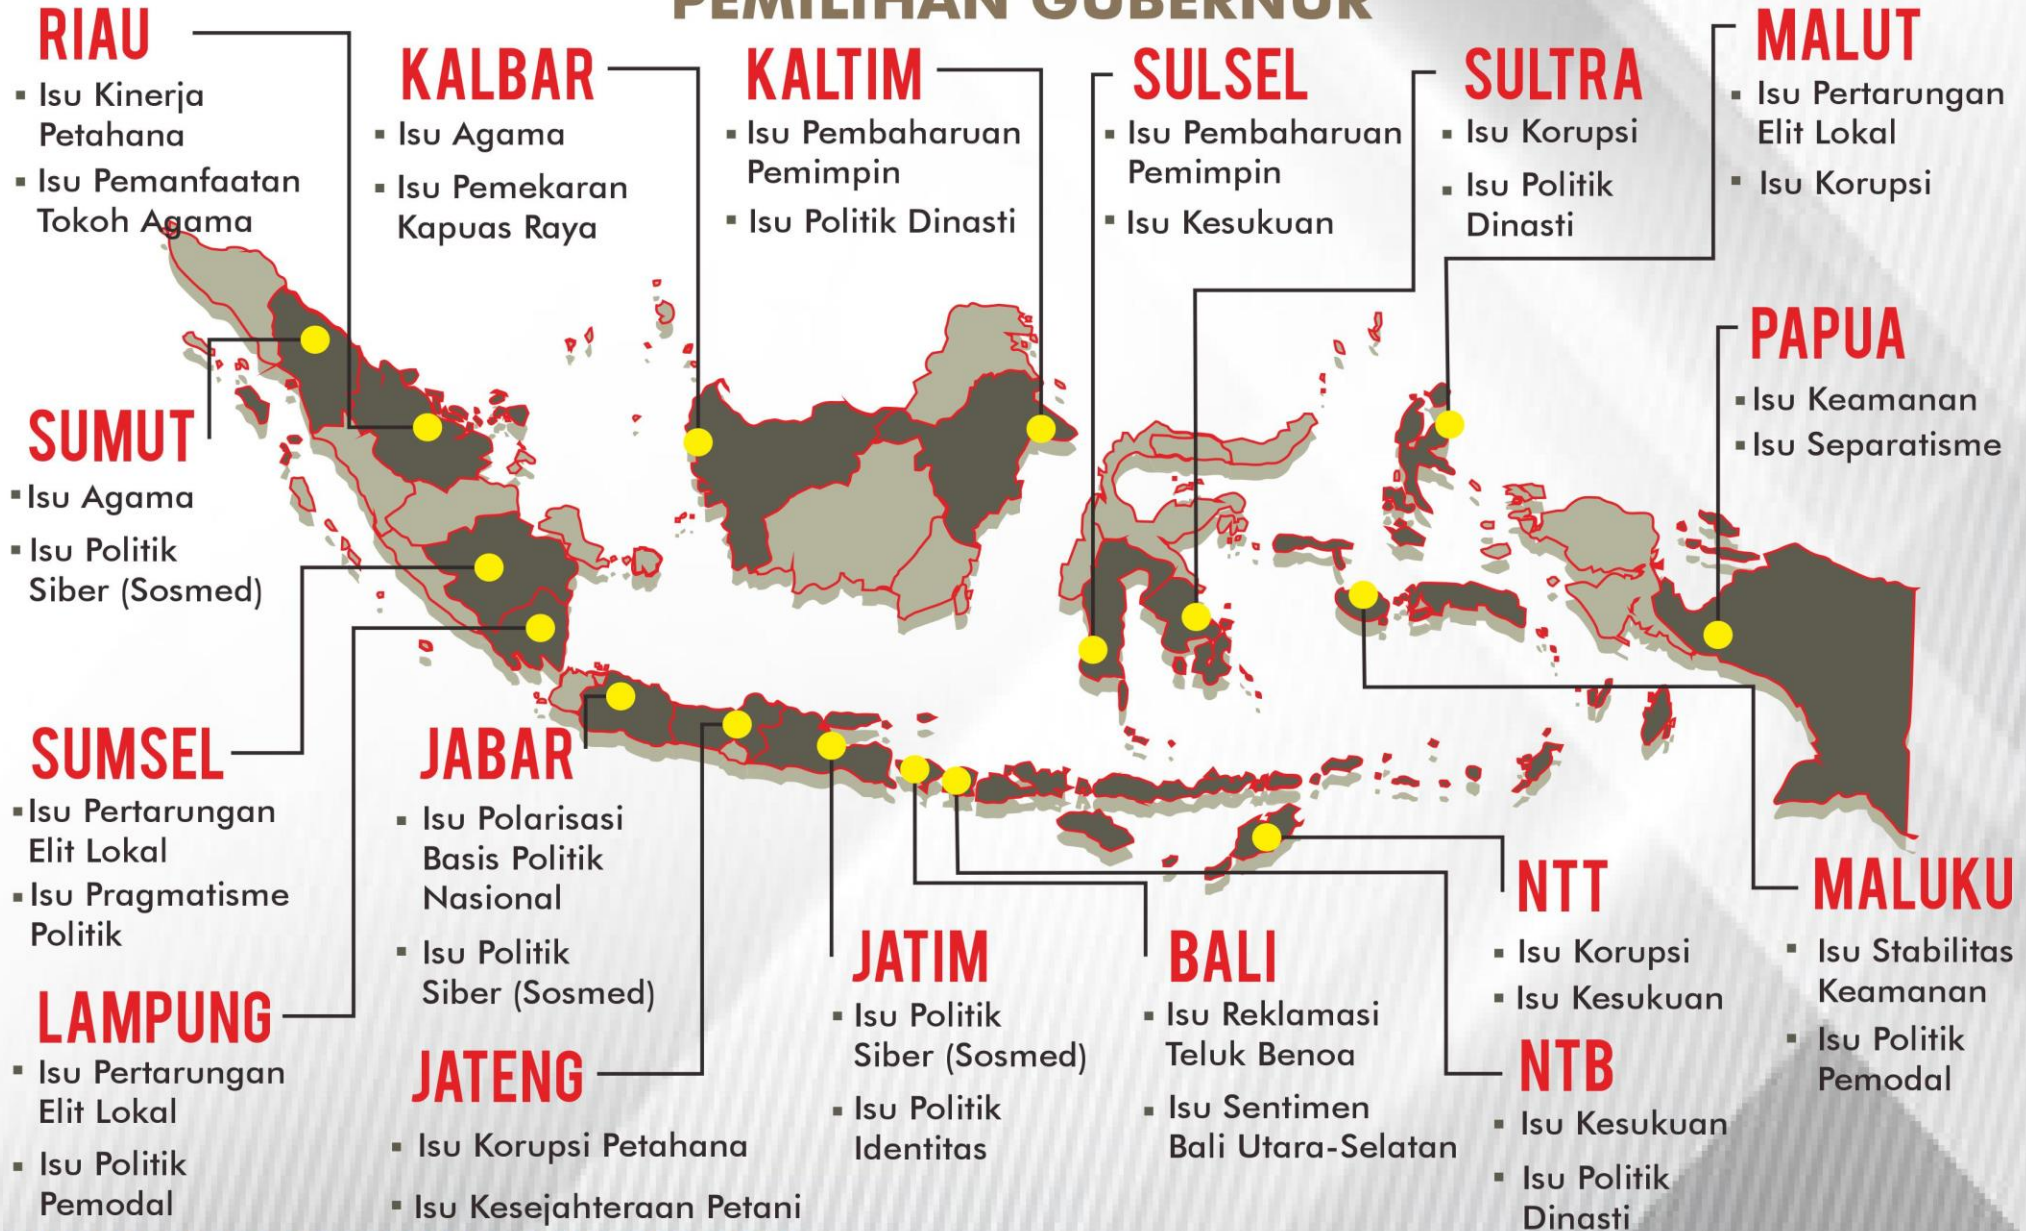 PEMILIHAN GUBERNUR
RIAU
▪ Isu Kinerja
Petahana
▪ Isu Pemanfaatan
Tokoh Agama
KALBAR
▪ Isu Agama
▪ Isu Pemekaran
Kapuas Raya
KALTIM
▪ Isu Pembaharuan
Pemimpin
▪ Isu Politik Dinasti
SULSEL
▪ Isu Pembaharuan
Pemimpin
▪ Isu Kesukuan
SULTRA
▪ Isu Korupsi
▪ Isu Politik
Dinasti
MALUT
▪ Isu Pertarungan
Elit Lokal
▪ Isu Korupsi
PAPUA
▪ Isu Keamanan
▪ Isu Separatisme
SUMUT
▪ Isu Agama
▪ Isu Politik
Siber (Sosmed)
SUMSEL
▪ Isu Pertarungan
Elit Lokal
▪ Isu Pragmatisme
Politik
LAMPUNG
▪ Isu Pertarungan
Elit Lokal
▪ Isu Politik
Pemodal
JABAR
▪ Isu Polarisasi
Basis Politik
Nasional
▪ Isu Politik
Siber (Sosmed)
JATENG
▪ Isu Korupsi Petahana
▪ Isu Kesejahteraan Petani
JATIM
▪ Isu Politik
Siber (Sosmed)
▪ Isu Politik
Identitas
BALI
▪ Isu Reklamasi
Teluk Benoa
▪ Isu Sentimen
Bali Utara-Selatan
NTT
▪ Isu Korupsi
▪ Isu Kesukuan
NTB
▪ Isu Kesukuan
▪ Isu Politik
Dinasti
MALUKU
▪ Isu Stabilitas
Keamanan
▪ Isu Politik
Pemodal